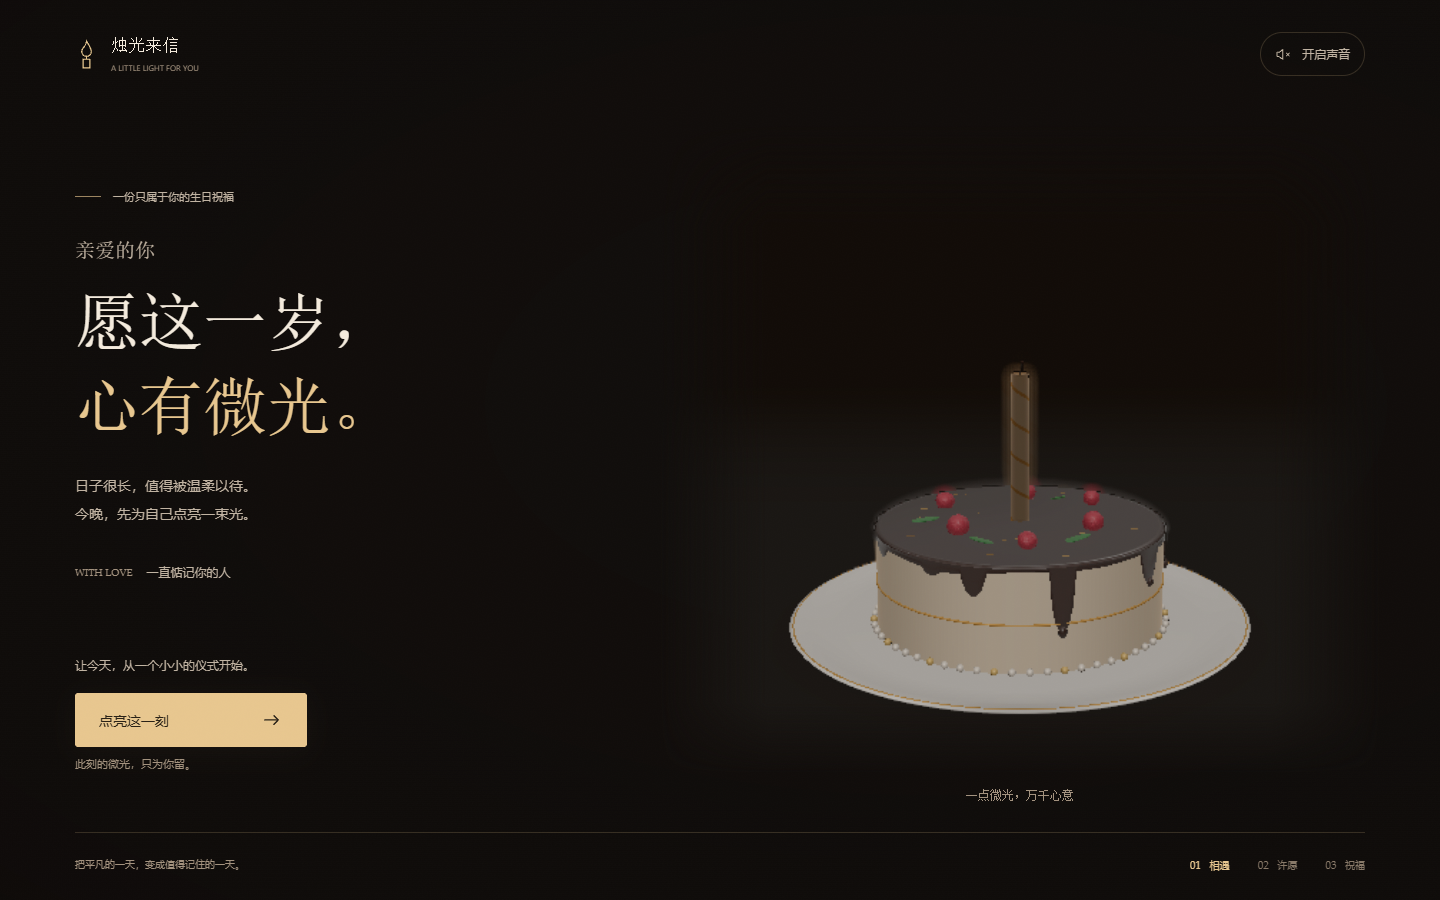 烛光来信
A LITTLE LIGHT FOR YOU
开启声音
一份只属于你的生日祝福
亲爱的你
愿这一岁，
心有微光。
日子很长，值得被温柔以待。
今晚，先为自己点亮一束光。
WITH LOVE 一直惦记你的人
让今天，从一个小小的仪式开始。
点亮这一刻
此刻的微光，只为你留。
一点微光，万千心意
把平凡的一天，变成值得记住的一天。
01 相遇 02 许愿 03 祝福